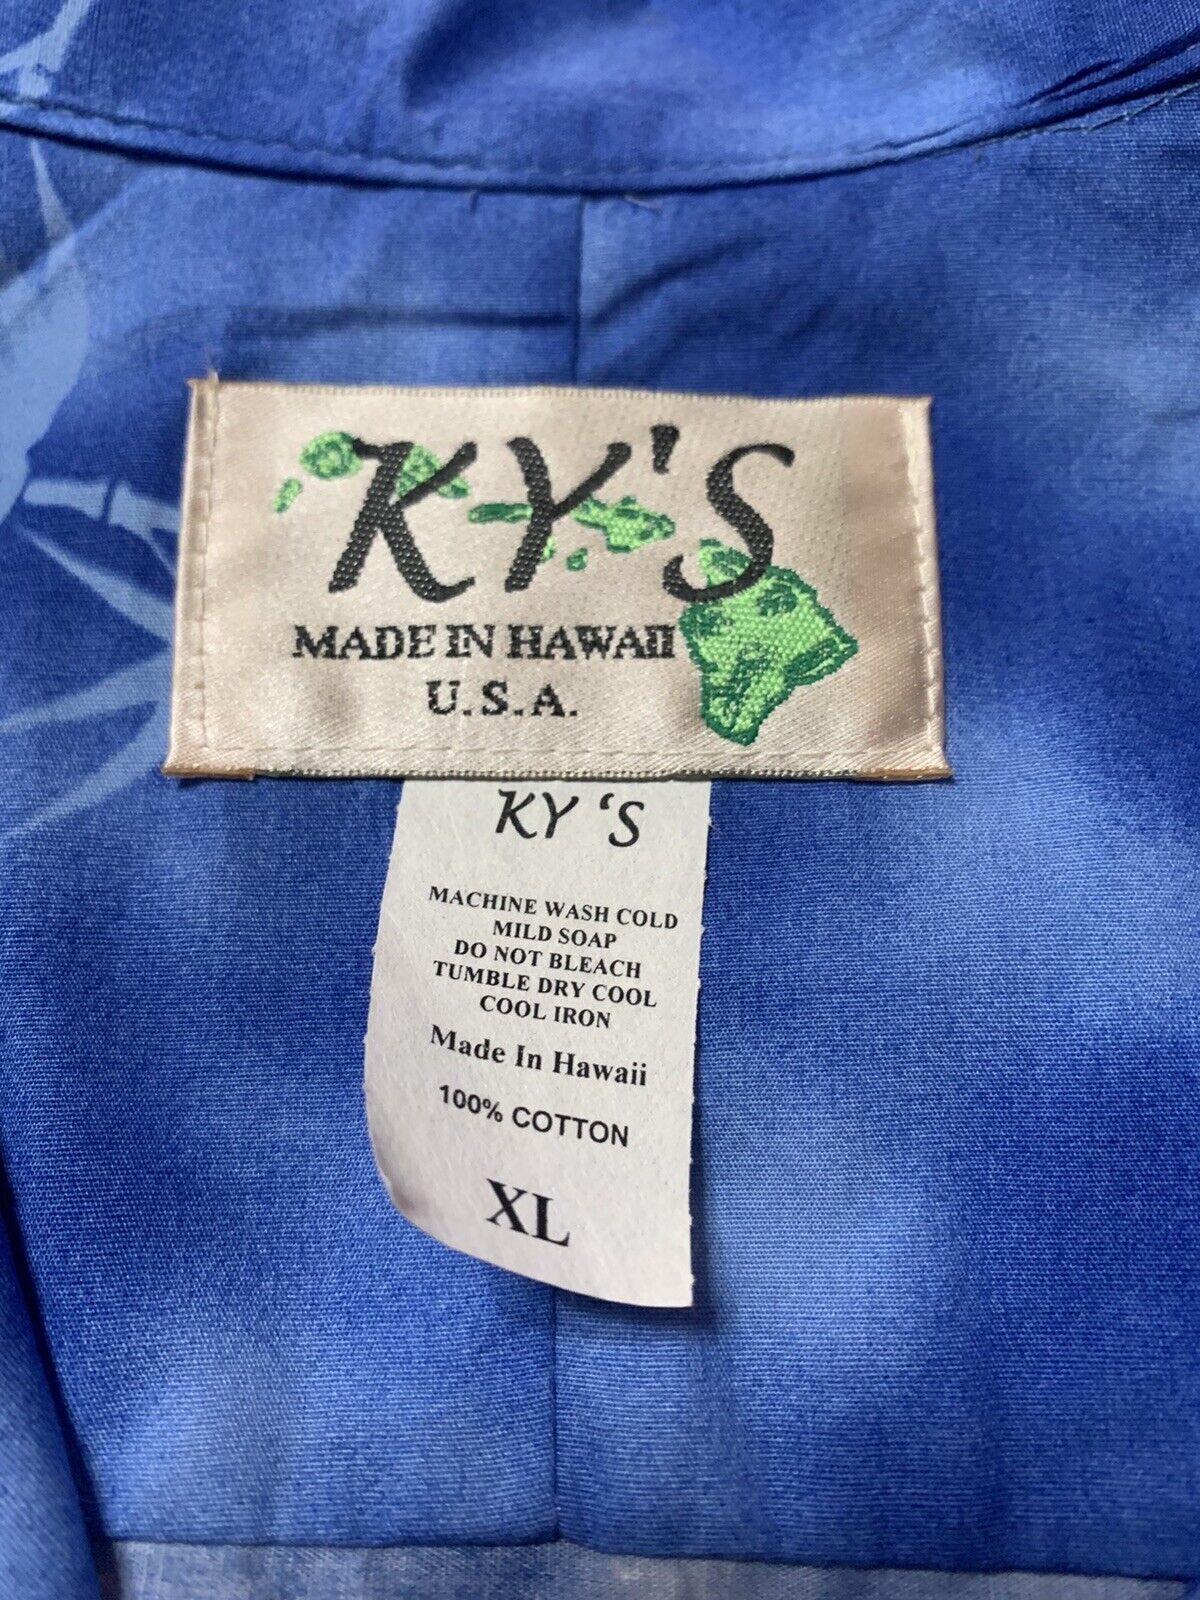 KY'S
MADE IN HAWAII
U.S.A.
KY 'S
MACHINE WASH COLD
MILD SOAP
DO NOT BLEACH
TUMBLE DRY COOL
COOL IRON
Made In Hawaii
100% COTTON
XL